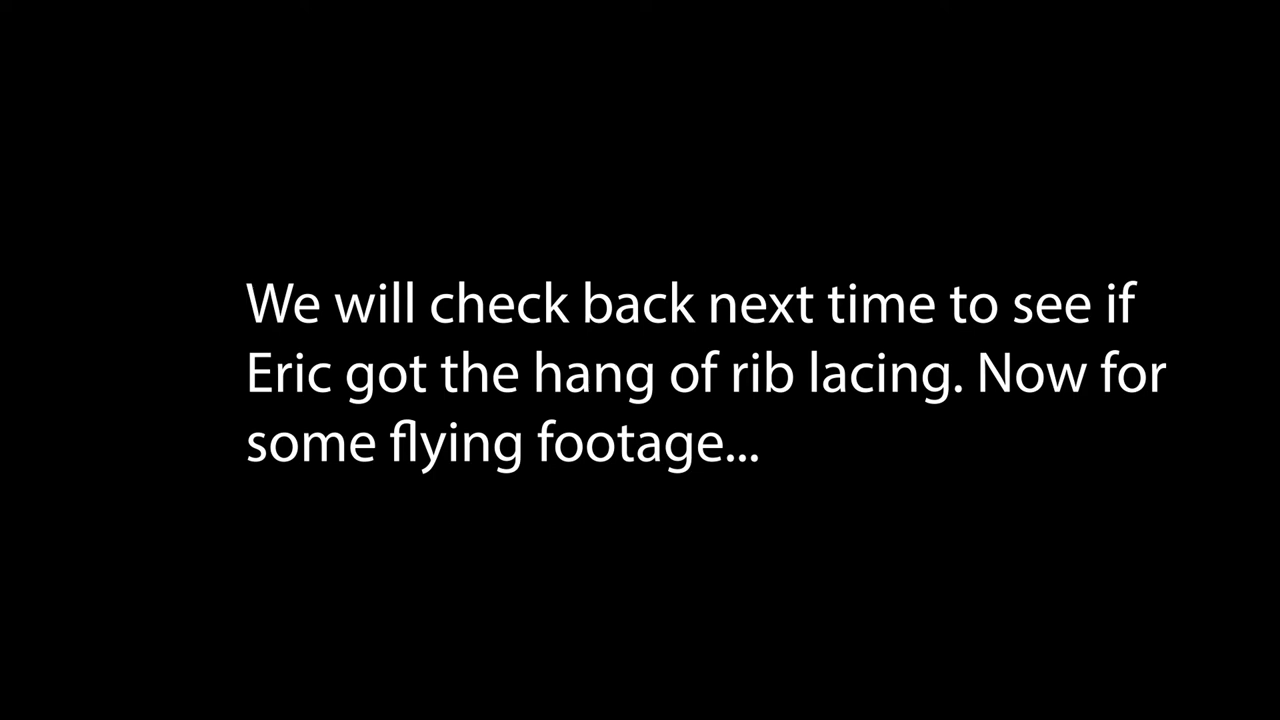 We will check back next time to see if
Eric got the hang of rib lacing. Now for
some flying footage...